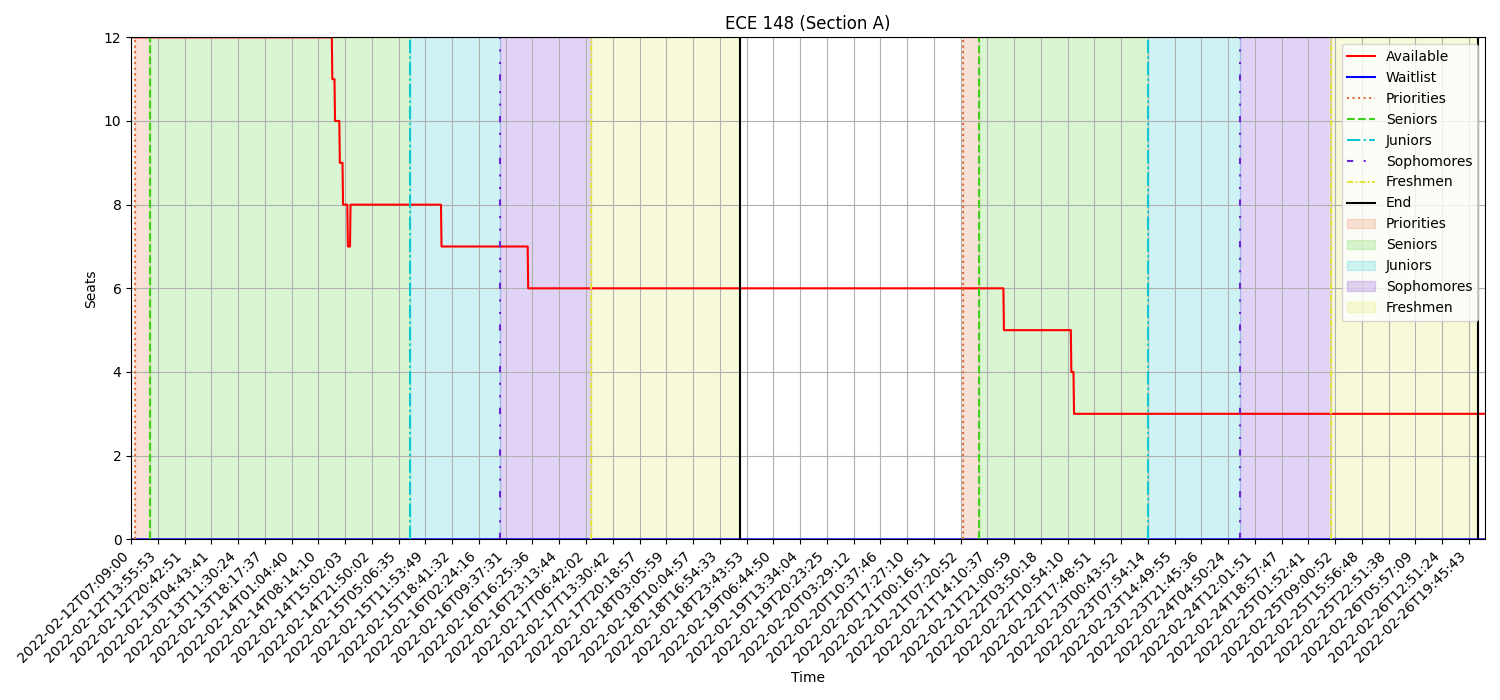 ECE 148 (Section A)
12
10
8
6
4
2
0
Seats
Available
Waitlist
Priorities
Seniors
Juniors
Sophomores
Freshmen
End
Priorities
Seniors
Juniors
Sophomores
Freshmen
2022-02-12T07:09:00
2022-02-12T13:55:53
2022-02-12T20:42:51
2022-02-13T04:43:41
2022-02-13T11:30:24
2022-02-13T18:17:37
2022-02-14T01:04:40
2022-02-14T08:14:10
2022-02-14T15:02:03
2022-02-14T21:50:02
2022-02-15T05:06:35
2022-02-15T11:53:49
2022-02-15T18:41:32
2022-02-16T02:24:16
2022-02-16T09:37:31
2022-02-16T16:25:36
2022-02-16T23:13:44
2022-02-17T06:42:02
2022-02-17T13:30:42
2022-02-17T20:18:57
2022-02-18T03:05:59
2022-02-18T10:04:57
2022-02-18T16:54:33
2022-02-18T23:43:53
2022-02-19T06:44:50
2022-02-19T13:34:04
2022-02-19T20:23:25
2022-02-20T03:29:12
2022-02-20T10:37:46
2022-02-20T17:27:10
2022-02-21T00:16:51
2022-02-21T07:20:52
2022-02-21T14:10:37
2022-02-21T21:00:59
2022-02-22T03:50:18
2022-02-22T10:54:10
2022-02-22T17:48:51
2022-02-23T00:43:52
2022-02-23T07:54:14
2022-02-23T14:49:55
2022-02-23T21:45:36
2022-02-24T04:50:24
2022-02-24T12:01:51
2022-02-24T18:57:47
2022-02-25T01:52:41
2022-02-25T09:00:52
2022-02-25T15:56:48
2022-02-25T22:51:38
2022-02-26T05:57:09
2022-02-26T12:51:24
2022-02-26T19:45:43
Time